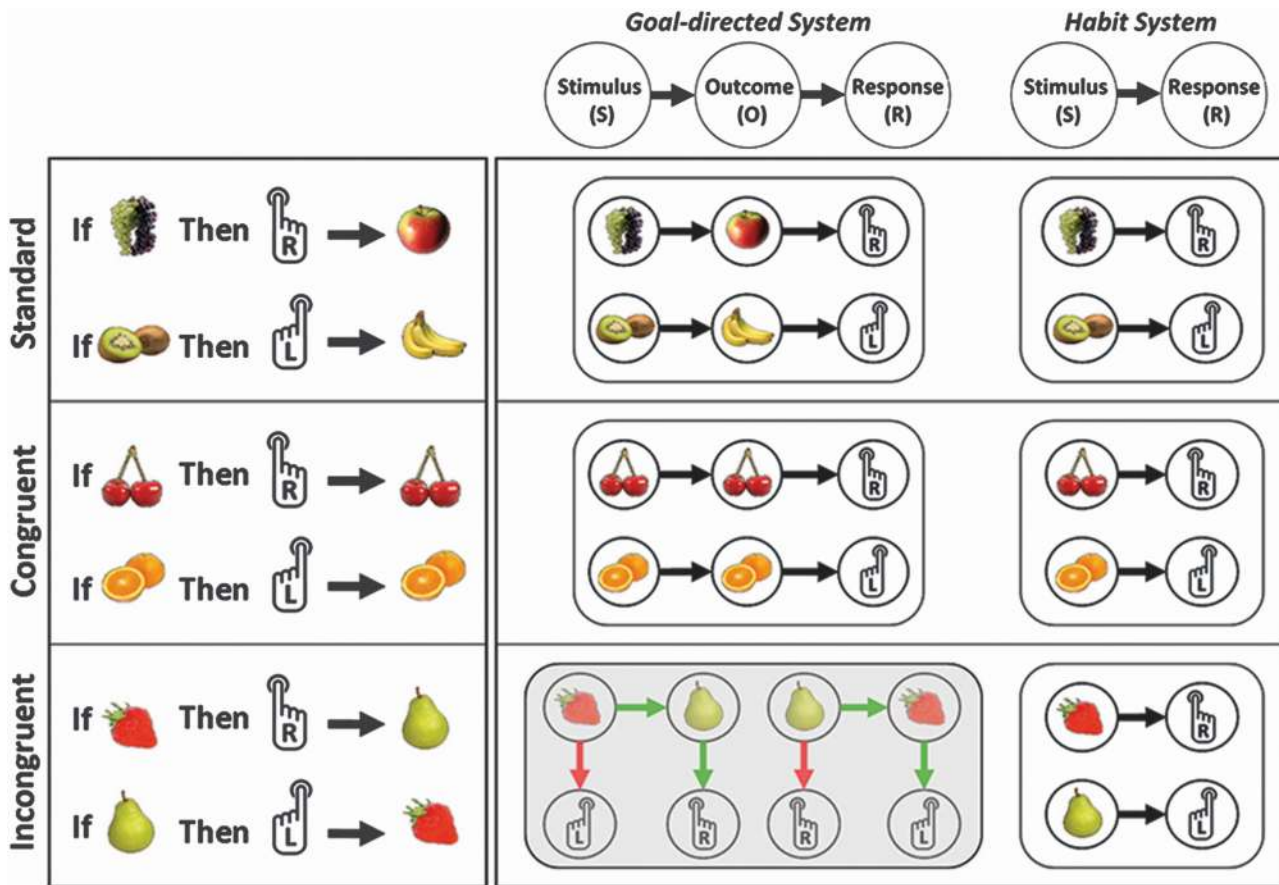 Goal-directed System
Habit System
Stimulus (S)
Outcome (O)
Response (R)
Stimulus (S)
Response (R)
Standard
If Then R
R
R
If Then L
L
L
Congruent
If Then R
R
R
If Then L
L
L
Incongruent
If Then R
R
L R R L
If Then L
L